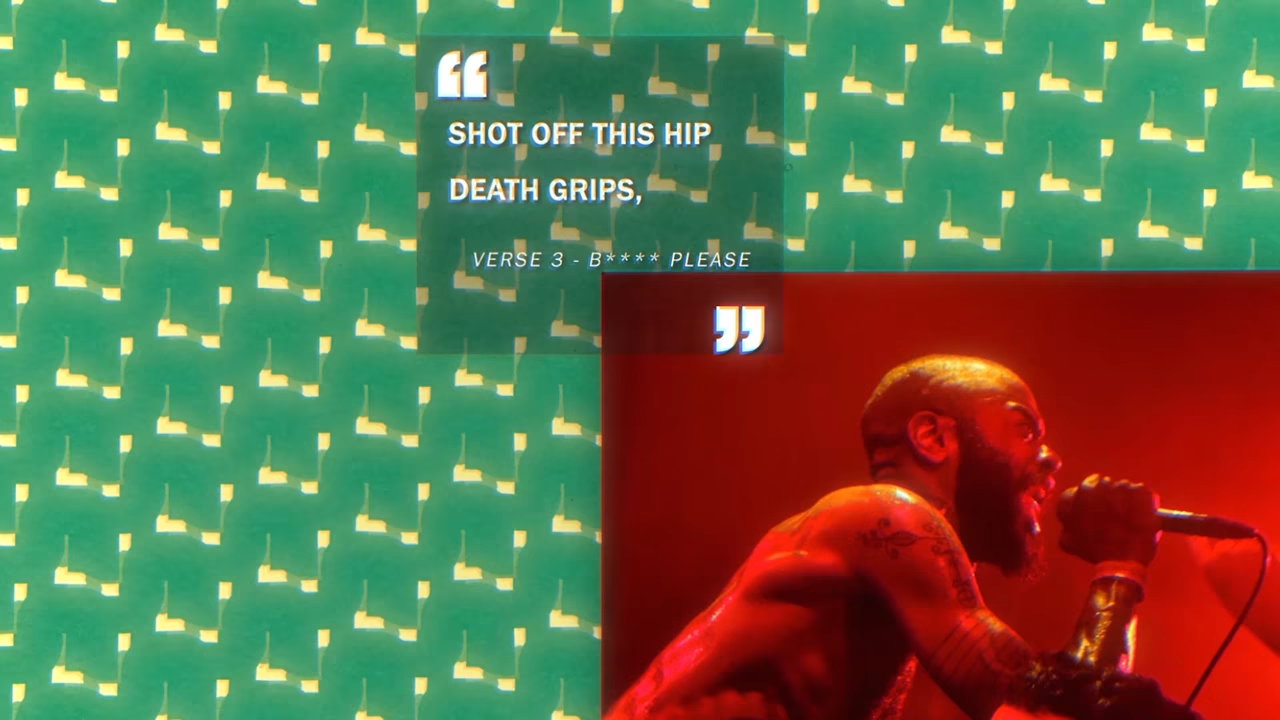 “
SHOT OFF THIS HIP
DEATH GRIPS,
VERSE 3 - B**** PLEASE
”